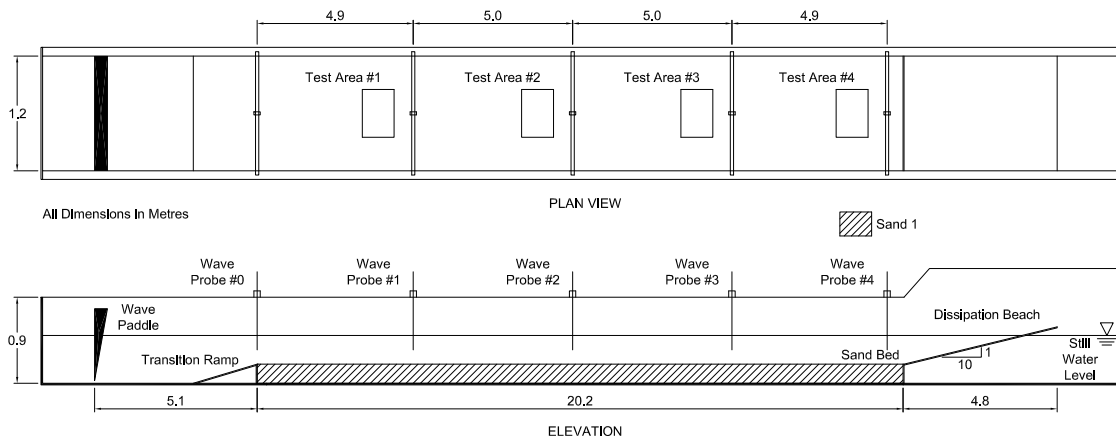 4.9
5.0
5.0
4.9
Test Area #1
Test Area #2
Test Area #3
Test Area #4
1.2
PLAN VIEW
All Dimensions In Metres
Sand 1
Wave
Probe #0
Wave
Probe #1
Wave
Probe #2
Wave
Probe #3
Wave
Probe #4
0.9
Wave
Paddle
Dissipation Beach
Transition Ramp
Sand Bed
1
10
Still
Water
Level
5.1
20.2
4.8
ELEVATION